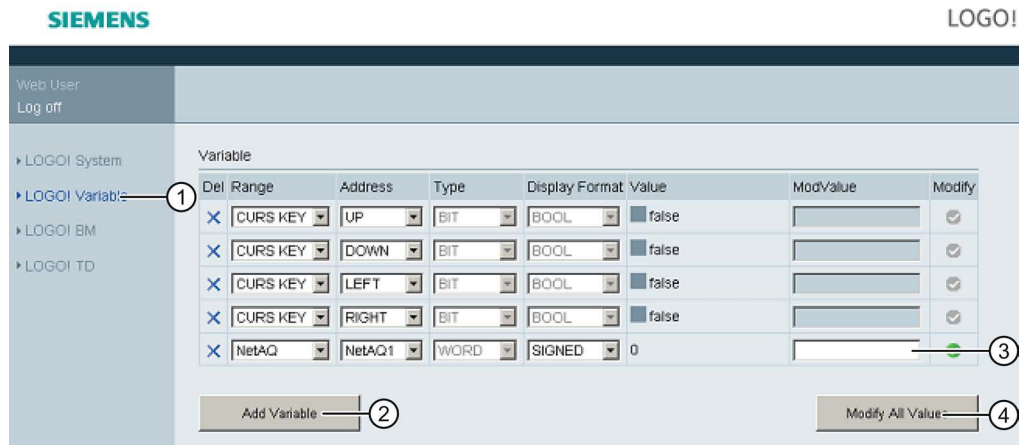 SIEMENS LOGO!
Web User
Log off
LOGO! System
LOGO! Variable 1
LOGO! BM
LOGO! TD
Variable
Del Range Address Type Display Format Value ModValue Modify
CURS KEY UP BIT BOOL false
CURS KEY DOWN BIT BOOL false
CURS KEY LEFT BIT BOOL false
CURS KEY RIGHT BIT BOOL false
NetAQ NetAQ1 WORD SIGNED 0 3
Add Variable 2 Modify All Values 4